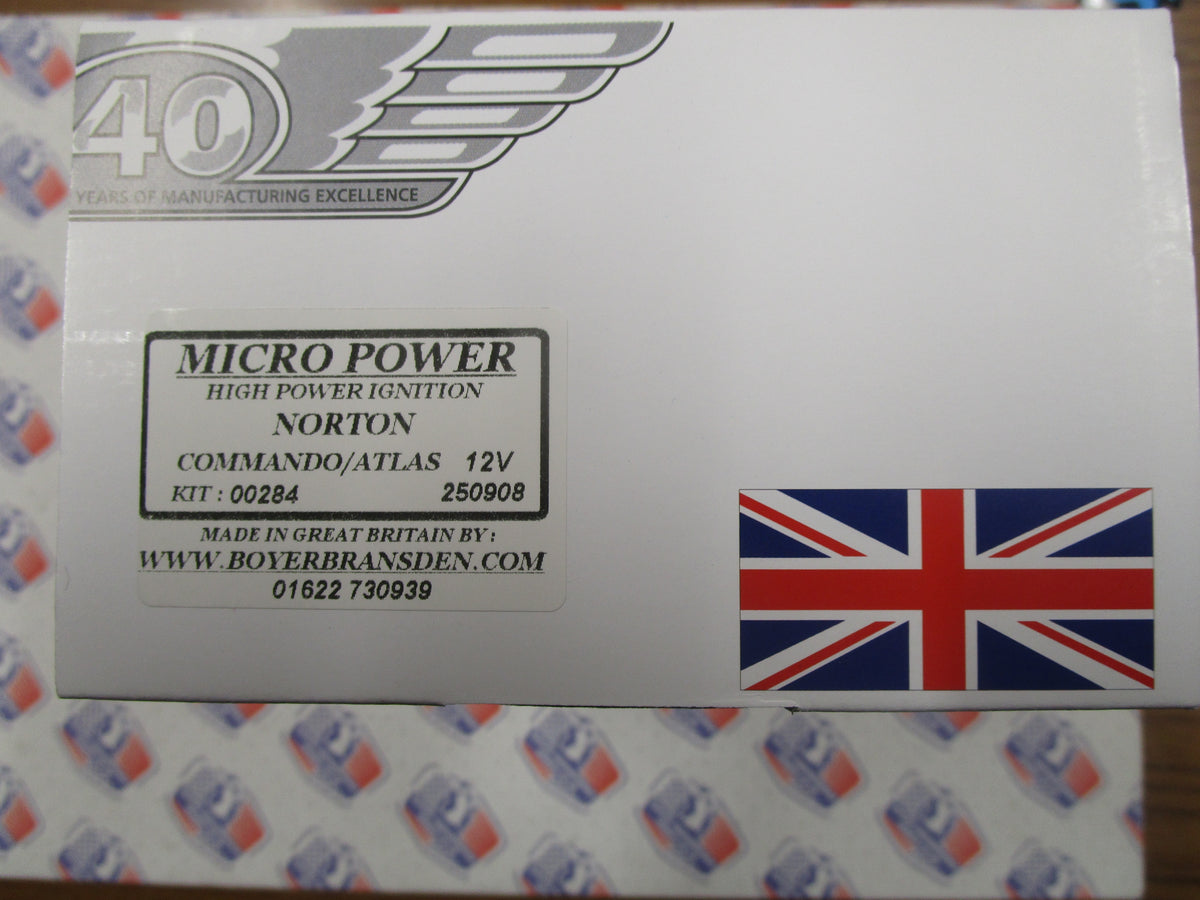 40
YEARS OF MANUFACTURING EXCELLENCE
MICRO POWER
HIGH POWER IGNITION
NORTON
COMMANDO/ATLAS 12V
KIT : 00284 250908
MADE IN GREAT BRITAIN BY :
WWW.BOYERBRANSDEN.COM
01622 730939